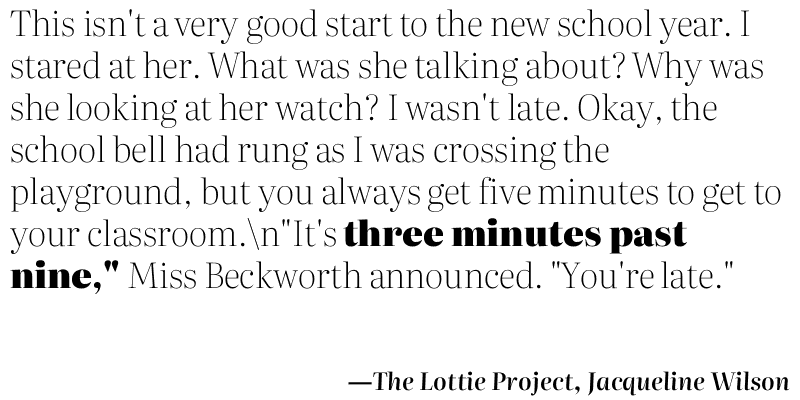 This isn't a very good start to the new school year. I
stared at her. What was she talking about? Why was
she looking at her watch? I wasn't late. Okay, the
school bell had rung as I was crossing the
playground, but you always get five minutes to get to
your classroom.\n"It's three minutes past
nine," Miss Beckworth announced. "You're late."
—The Lottie Project, Jacqueline Wilson